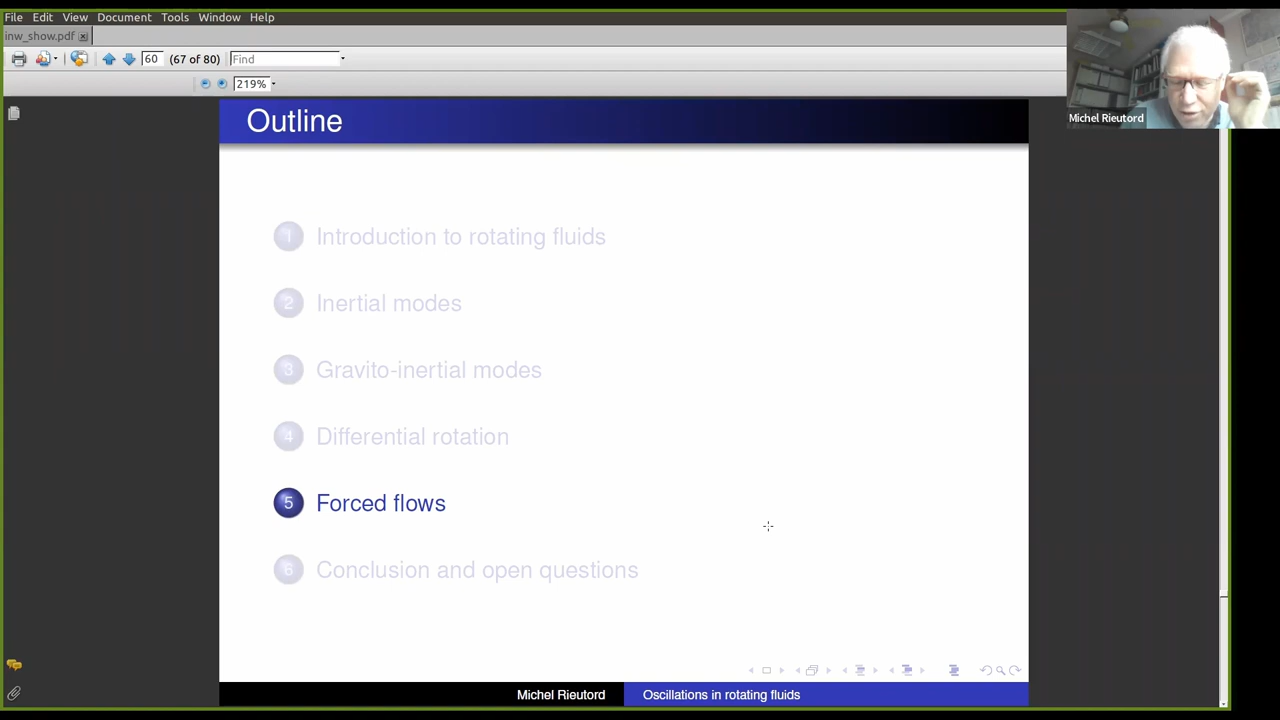 File Edit View Document Tools Window Help
inw_show.pdf
60 (67 of 80) Find
219%
Michel Rieutord
Outline
1 Introduction to rotating fluids
2 Inertial modes
3 Gravito-inertial modes
4 Differential rotation
5 Forced flows
6 Conclusion and open questions
Michel Rieutord Oscillations in rotating fluids